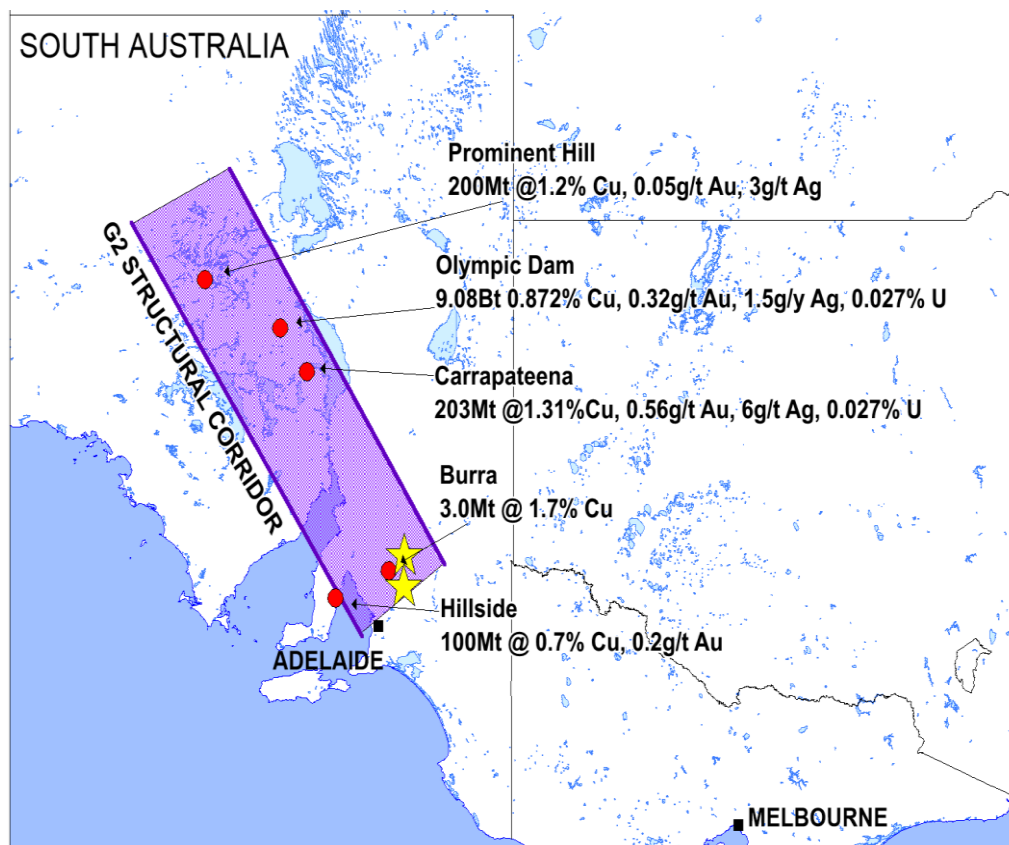 SOUTH AUSTRALIA
Prominent Hill
200Mt @1.2% Cu, 0.05g/t Au, 3g/t Ag
G2 STRUCTURAL CORRIDOR
Olympic Dam
9.08Bt 0.872% Cu, 0.32g/t Au, 1.5g/y Ag, 0.027% U
Carrapateena
203Mt @1.31%Cu, 0.56g/t Au, 6g/t Ag, 0.027% U
Burra
3.0Mt @ 1.7% Cu
Hillside
100Mt @ 0.7% Cu, 0.2g/t Au
ADELAIDE
MELBOURNE